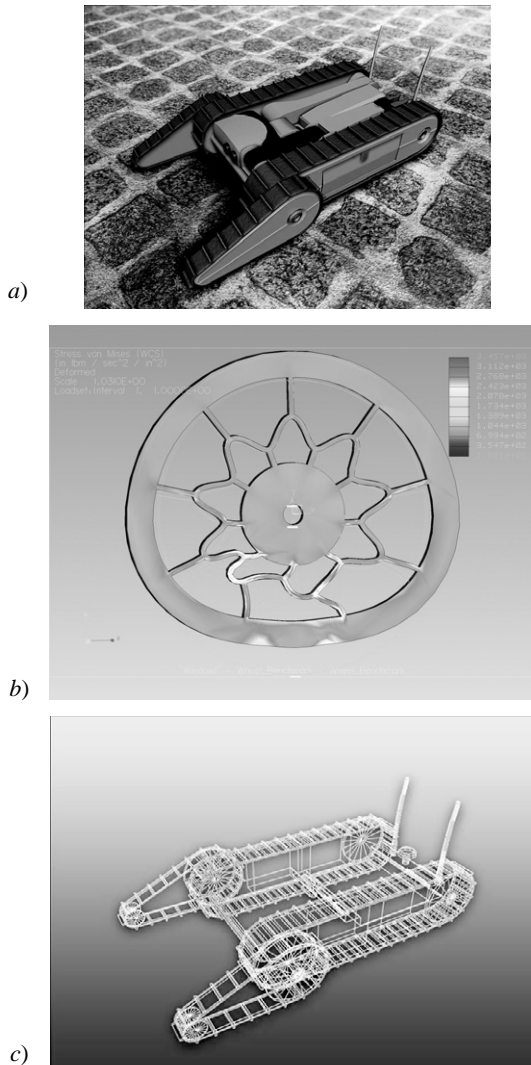 a)
b)
Stress von Mises (WCS)
(in lbm / sec^2 / in^2)
Deformed
Scale 1.0310E+00
Loadset:Interval 1, 1.0000E+00
3.112e+03
2.768e+03
2.423e+03
2.078e+03
1.734e+03
1.389e+03
1.044e+03
6.994e+02
3.547e+02
c)